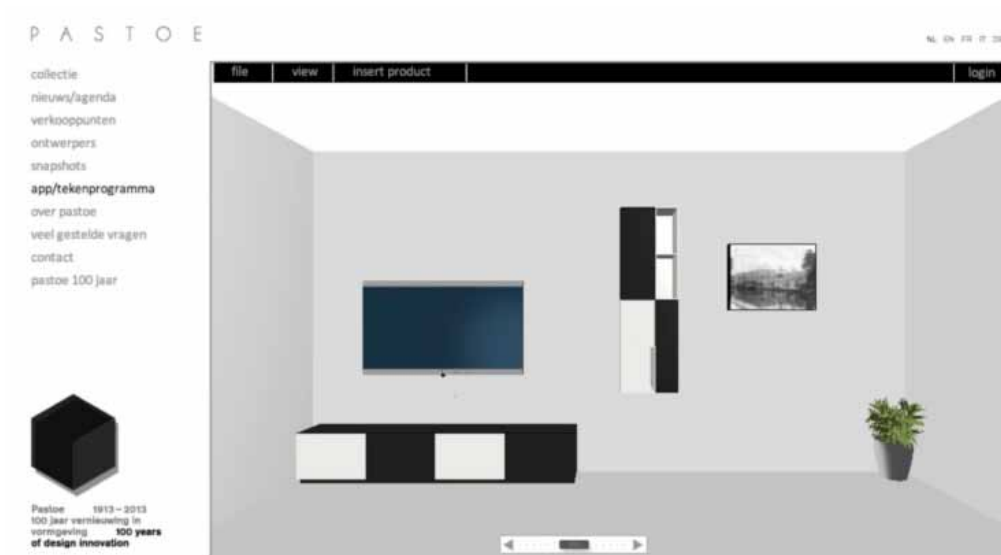 PASTOE
NL EN FR IT DE
file view insert product login
collectie
nieuws/agenda
verkooppunten
ontwerpers
snapshots
app/tekenprogramma
over pastoe
veel gestelde vragen
contact
pastoe 100 jaar
Pastoe 1913 – 2013
100 jaar vernieuwing in
vormgeving 100 years
of design innovation